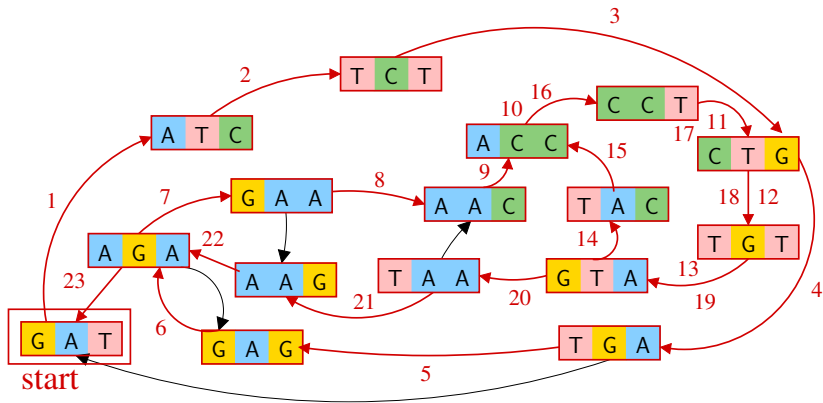 3
2
T C T
16
C C T
10
17
11
A T C
A C C
C T G
15
1
7
8
9
18
12
G A A
A A C
T A C
T G T
A G A
22
14
13
4
A A G
T A A
20
G T A
19
23
21
6
G A T
G A G
T G A
5
start